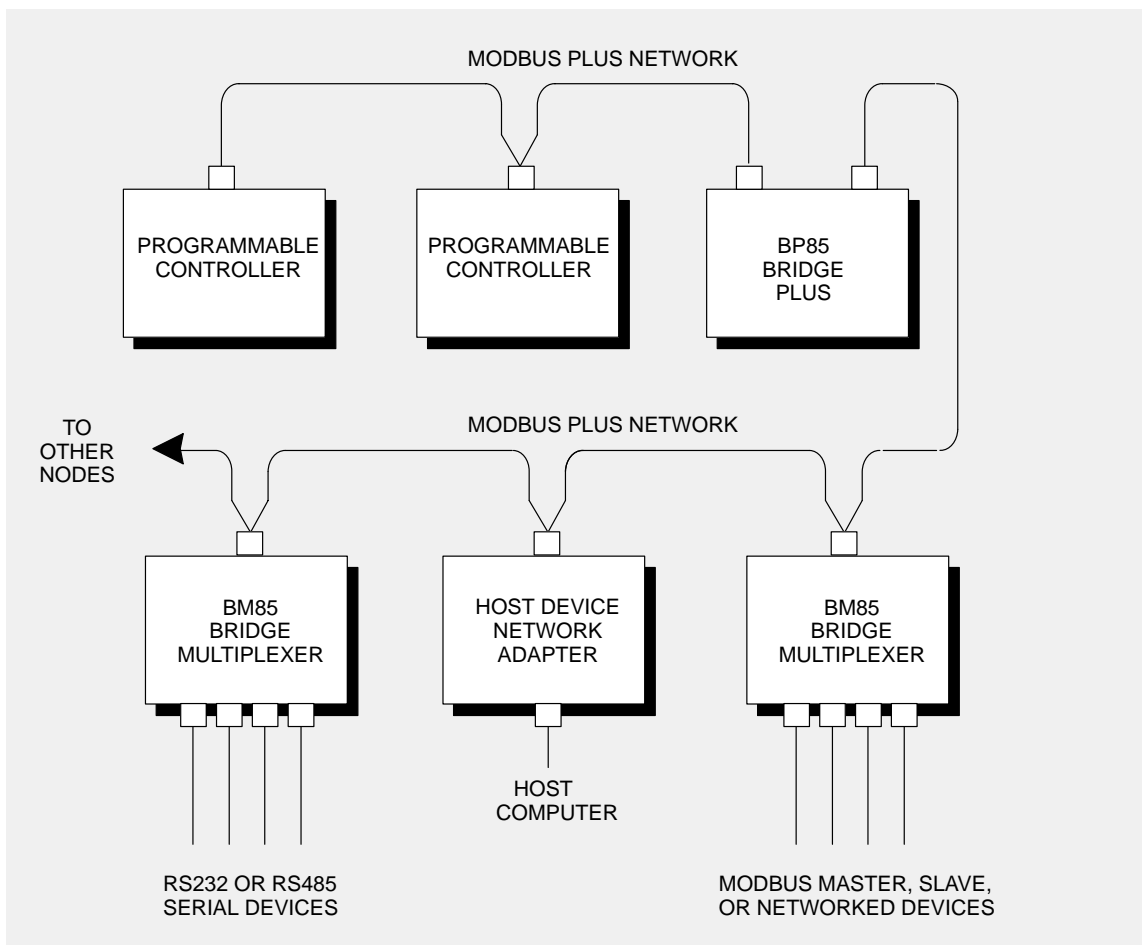 MODBUS PLUS NETWORK
PROGRAMMABLE
CONTROLLER
PROGRAMMABLE
CONTROLLER
BP85
BRIDGE
PLUS
TO
OTHER
NODES
MODBUS PLUS NETWORK
BM85
BRIDGE
MULTIPLEXER
HOST DEVICE
NETWORK
ADAPTER
BM85
BRIDGE
MULTIPLEXER
HOST
COMPUTER
RS232 OR RS485
SERIAL DEVICES
MODBUS MASTER, SLAVE,
OR NETWORKED DEVICES